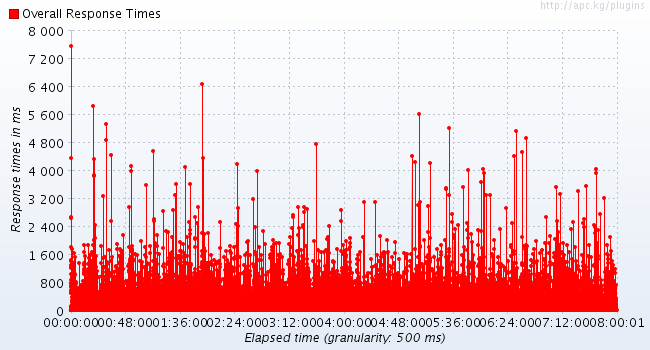 http://apc.kg/plugins
Overall Response Times
8 000
7 200
6 400
5 600
4 800
4 000
3 200
2 400
1 600
800
0
Response times in ms
00:00:00 00:48:00 01:36:00 02:24:00 03:12:00 04:00:00 04:48:00 05:36:00 06:24:00 07:12:00 08:00:01
Elapsed time (granularity: 500 ms)